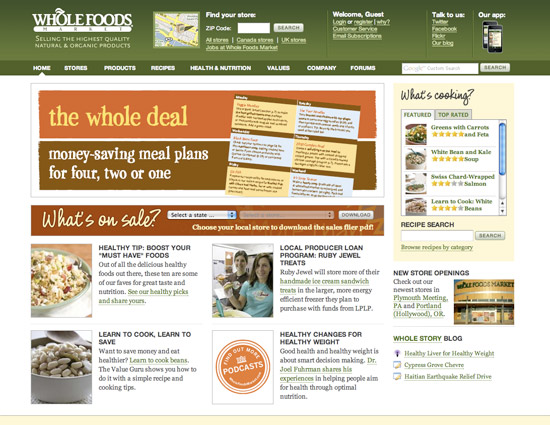 WHOLE FOODS
MARKET
SELLING THE HIGHEST QUALITY
NATURAL & ORGANIC PRODUCTS
Find your store:
ZIP Code: SEARCH
All stores | Canada stores | UK stores
Jobs at Whole Foods Market
Welcome, Guest
Login or register | why?
Customer Service
Email Subscriptions
Talk to us:
Twitter
Facebook
Flickr
Our blog
Our app:
HOME STORES PRODUCTS RECIPES HEALTH & NUTRITION VALUES COMPANY FORUMS
Google Custom Search SEARCH
the whole deal
money-saving meal plans
for four, two or one
What's on sale?
Select a state ... DOWNLOAD
Choose your local store to download the sales flier pdf!
HEALTHY TIP: BOOST YOUR
"MUST HAVE" FOODS
Out of all the delicious healthy
foods out there, these ten are some
of our faves for great taste and
nutrition. See our healthy picks
and share yours.
LOCAL PRODUCER LOAN
PROGRAM: RUBY JEWEL
TREATS
Ruby Jewel will store more of their
handmade ice cream sandwich
treats in the larger, more energy
efficient freezer they plan to
purchase with funds from LPLP.
LEARN TO COOK, LEARN TO
SAVE
Want to save money and eat
healthier? Learn to cook beans.
The Value Guru shows you how to
do it with a simple recipe and
cooking tips.
FIND OUT MORE
PODCASTS
HEALTHY CHANGES FOR
HEALTHY WEIGHT
Good health and healthy weight is
about smart decision making. Dr.
Joel Fuhrman shares his
experiences in helping people aim
for health through optimal
nutrition.
What's cooking?
FEATURED TOP RATED
Greens with Carrots
and Feta
White Bean and Kale
Soup
Swiss Chard-Wrapped
Salmon
Learn to Cook: White
Beans
RECIPE SEARCH
SEARCH
Browse recipes by category
NEW STORE OPENINGS
Check out our
newest stores in
Plymouth Meeting,
PA and Portland
(Hollywood), OR.
WHOLE FOODS MARKET
WHOLE STORY BLOG
Healthy Liver for Healthy Weight
Cypress Grove Chevre
Haitian Earthquake Relief Drive